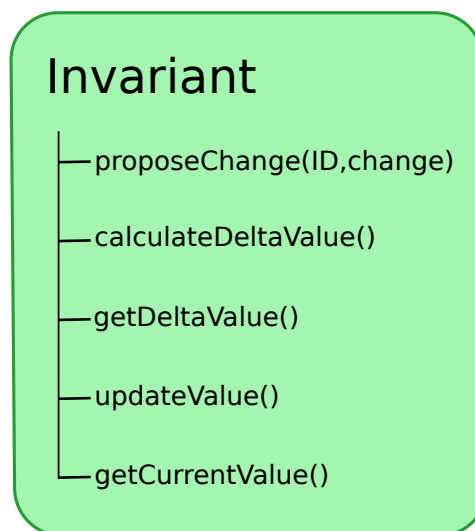 Invariant
proposeChange(ID,change)
calculateDeltaValue()
getDeltaValue()
updateValue()
getCurrentValue()